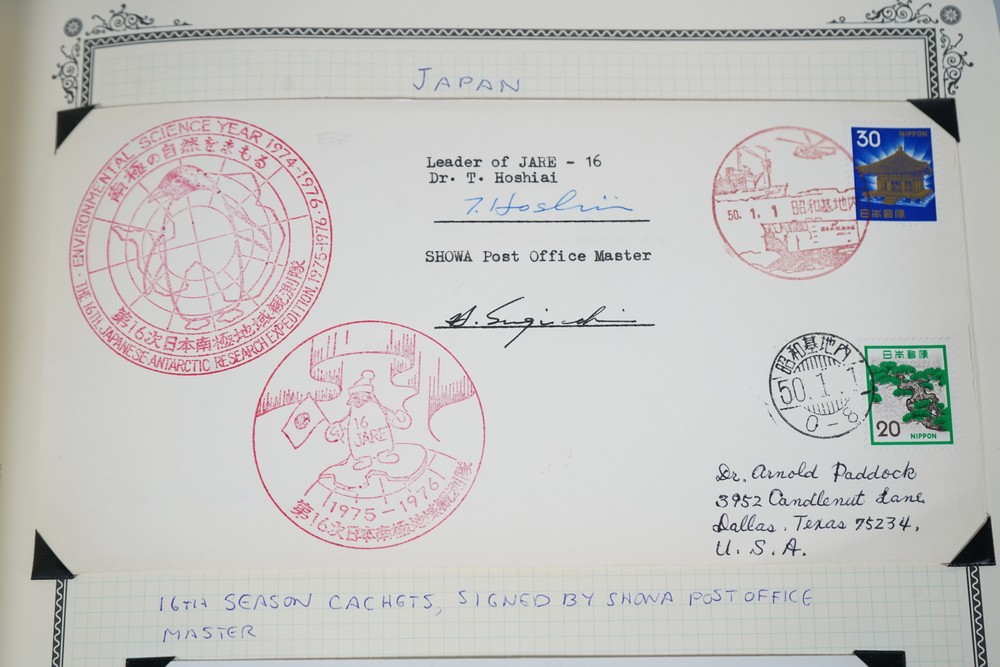 JAPAN
· ENVIRONMENTAL SCIENCE YEAR 1974-1976 ·
南極の自然をまもる
第16次日本南極地域観測隊
THE 16TH. JAPANESE ANTARCTIC RESEARCH EXPEDITION, 1975-1976
Leader of JARE - 16
Dr. T. Hoshiai
T. Hoshiai
SHOWA Post Office Master
50.1.1 昭和基地内
30 NIPPON
日本郵便
16
JARE
1975-1976
第16次日本南極地域観測隊
昭和基地内
50.1.1
0-8
日本郵便
20 NIPPON
Dr. Arnold Paddock
3952 Candlenut Lane
Dallas, Texas 75234,
U. S. A.
16TH SEASON CACHETS, SIGNED BY SHOWA POST OFFICE
MASTER